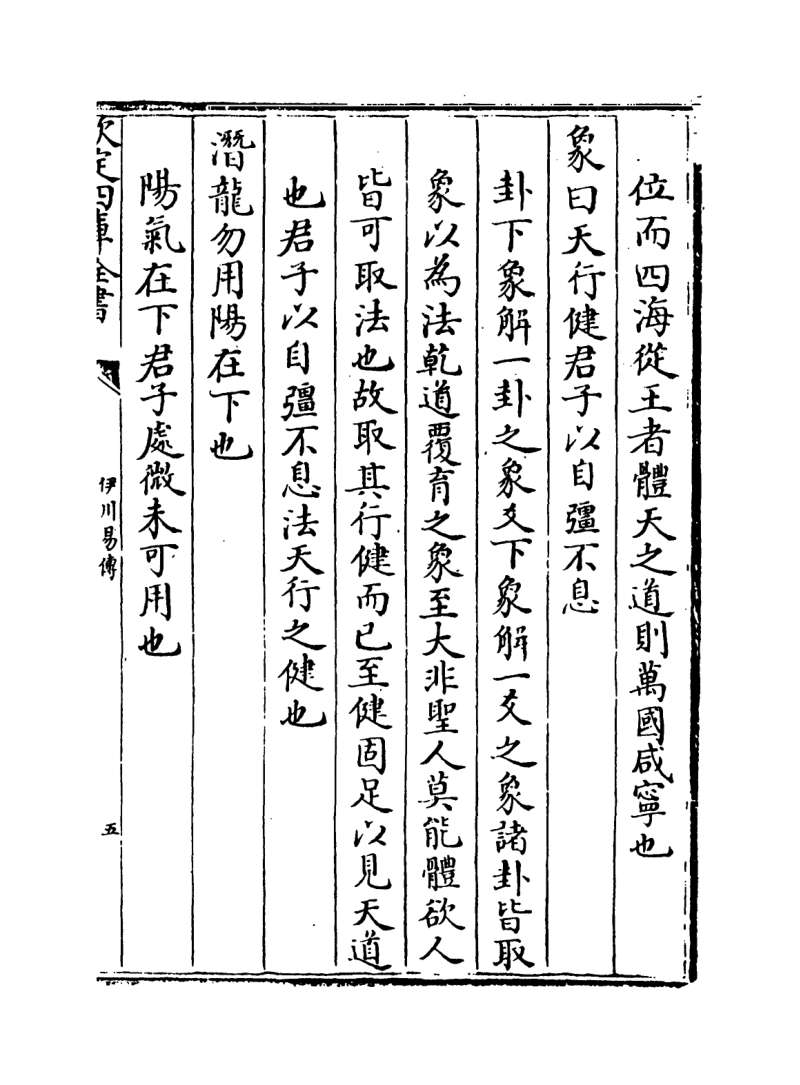 位而四海從王者體天之道則萬國咸寧也
象曰天行健君子以自彊不息
卦下象解一卦之象爻下象解一爻之象諸卦皆取
象以為法乾道覆育之象至大非聖人莫能體欲人
皆可取法也故取其行健而已至健固足以見天道
也君子以自彊不息法天行之健也
潛龍勿用陽在下也
陽氣在下君子處微未可用也
欽定四庫全書
伊川易傳
五